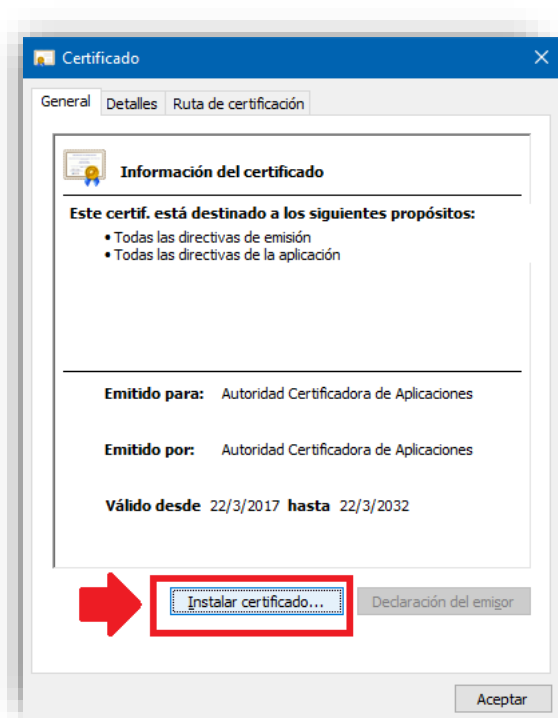 Certificado
General Detalles Ruta de certificación
Información del certificado
Este certif. está destinado a los siguientes propósitos:
• Todas las directivas de emisión
• Todas las directivas de la aplicación
Emitido para: Autoridad Certificadora de Aplicaciones
Emitido por: Autoridad Certificadora de Aplicaciones
Válido desde 22/3/2017 hasta 22/3/2032
Instalar certificado... Declaración del emisor
Aceptar